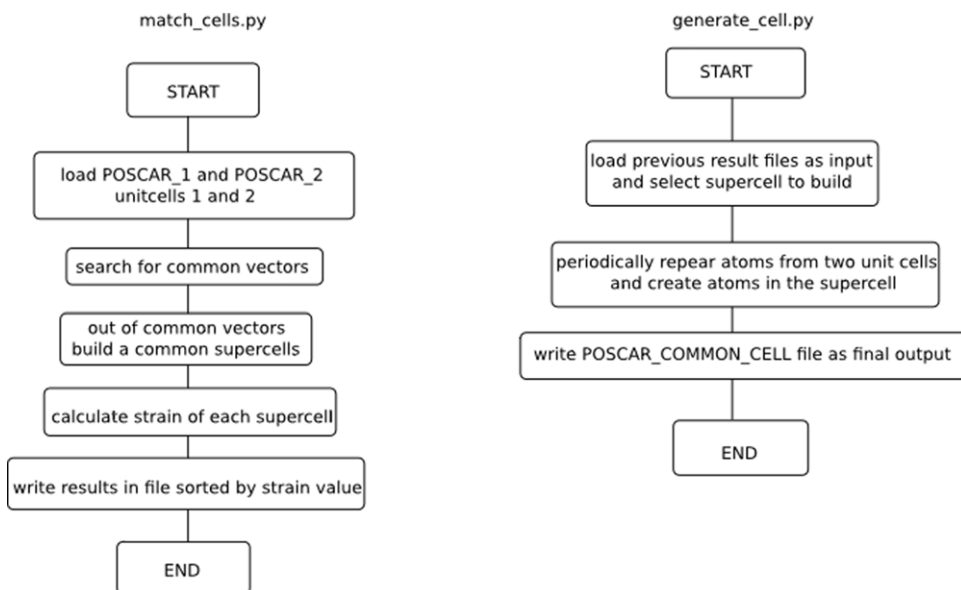 match_cells.py
START
load POSCAR_1 and POSCAR_2
unitcells 1 and 2
search for common vectors
out of common vectors
build a common supercells
calculate strain of each supercell
write results in file sorted by strain value
END
generate_cell.py
START
load previous result files as input
and select supercell to build
periodically repear atoms from two unit cells
and create atoms in the supercell
write POSCAR_COMMON_CELL file as final output
END